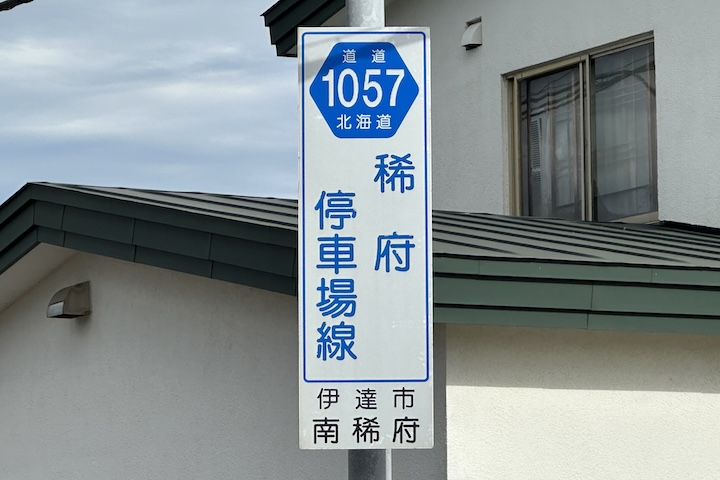 道道
1057
北海道
稀府
停車場線
伊達市
南稀府